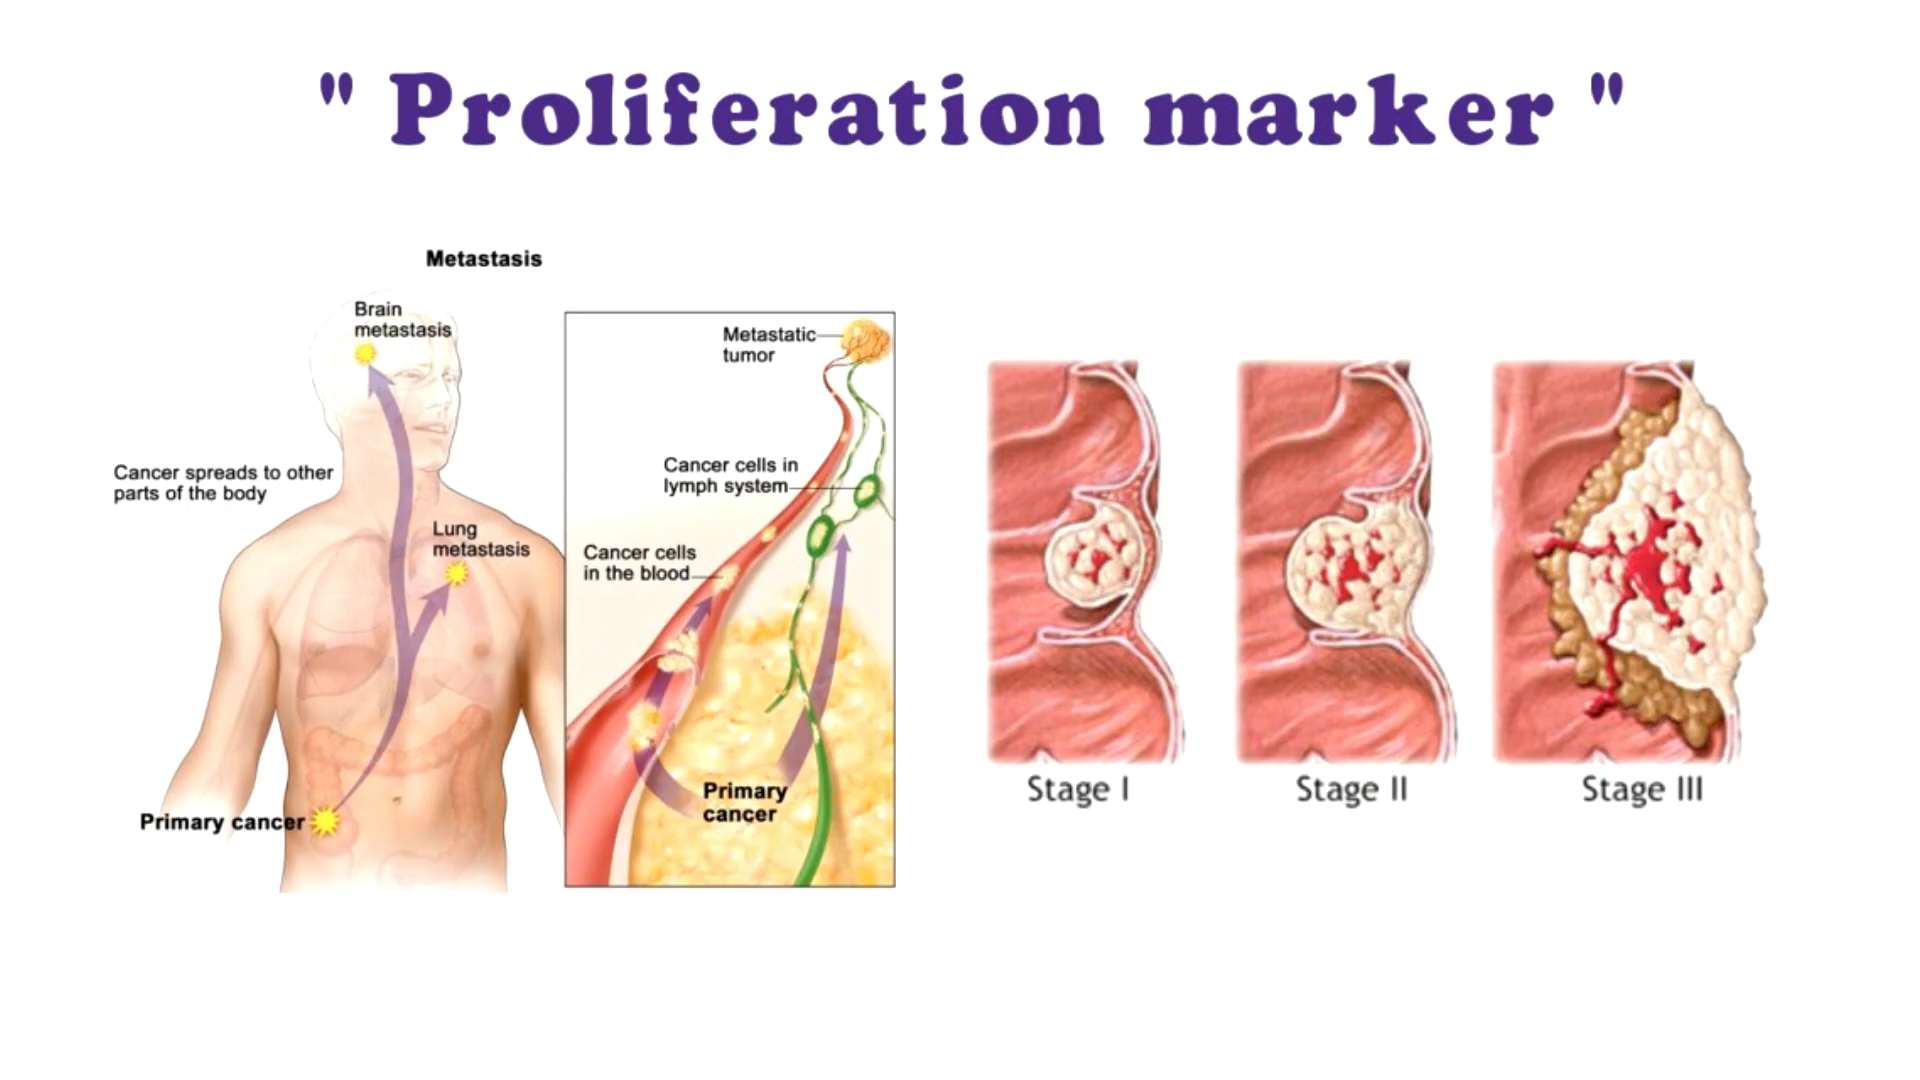 " Proliferation marker "
Metastasis
Brain
metastasis
Cancer spreads to other
parts of the body
Lung
metastasis
Primary cancer
Metastatic
tumor
Cancer cells in
lymph system
Cancer cells
in the blood
Primary
cancer
Stage I
Stage II
Stage III